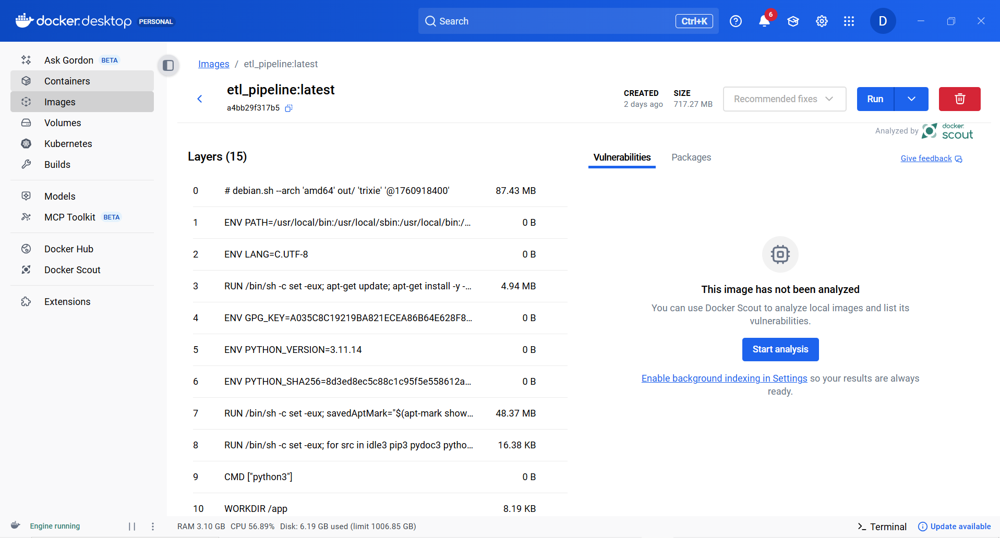 docker.desktop PERSONAL
Search
Ctrl+K
6
D
Ask Gordon BETA
Containers
Images
Volumes
Kubernetes
Builds
Models
MCP Toolkit BETA
Docker Hub
Docker Scout
Extensions
Images / etl_pipeline:latest
etl_pipeline:latest
a4bb29f317b5
CREATED
2 days ago
SIZE
717.27 MB
Recommended fixes
Run
Analyzed by docker scout
Layers (15)
0 # debian.sh --arch 'amd64' out/ 'trixie' '@1760918400' 87.43 MB
1 ENV PATH=/usr/local/bin:/usr/local/sbin:/usr/local/bin:/... 0 B
2 ENV LANG=C.UTF-8 0 B
3 RUN /bin/sh -c set -eux; apt-get update; apt-get install -y -... 4.94 MB
4 ENV GPG_KEY=A035C8C19219BA821ECEA86B64E628F8... 0 B
5 ENV PYTHON_VERSION=3.11.14 0 B
6 ENV PYTHON_SHA256=8d3ed8ec5c88c1c95f5e558612a... 0 B
7 RUN /bin/sh -c set -eux; savedAptMark="$(apt-mark show... 48.37 MB
8 RUN /bin/sh -c set -eux; for src in idle3 pip3 pydoc3 pytho... 16.38 KB
9 CMD ["python3"] 0 B
10 WORKDIR /app 8.19 KB
Vulnerabilities
Packages
Give feedback
This image has not been analyzed
You can use Docker Scout to analyze local images and list its
vulnerabilities.
Start analysis
Enable background indexing in Settings so your results are always
ready.
Engine running
RAM 3.10 GB CPU 56.89% Disk: 6.19 GB used (limit 1006.85 GB)
Terminal
Update available